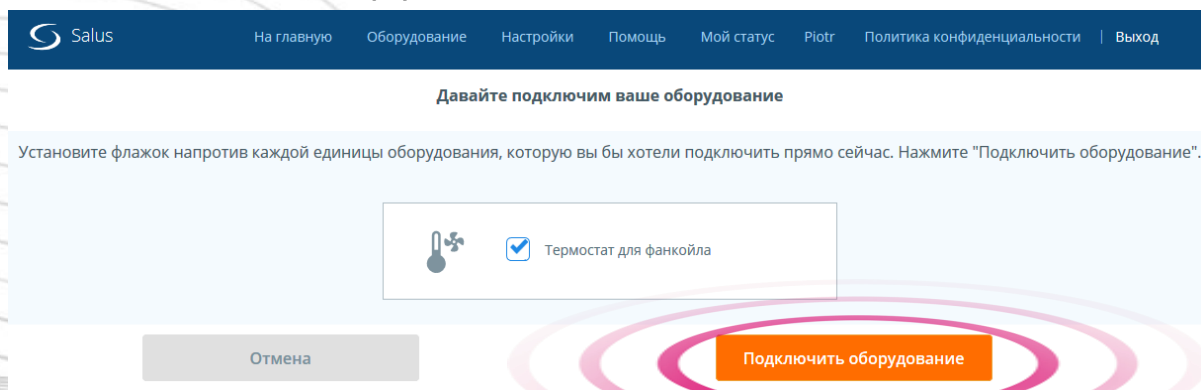 Salus На главную Оборудование Настройки Помощь Мой статус Piotr Политика конфиденциальности | Выход
Давайте подключим ваше оборудование
Установите флажок напротив каждой единицы оборудования, которую вы бы хотели подключить прямо сейчас. Нажмите "Подключить оборудование".
Термостат для фанкойла
Отмена Подключить оборудование